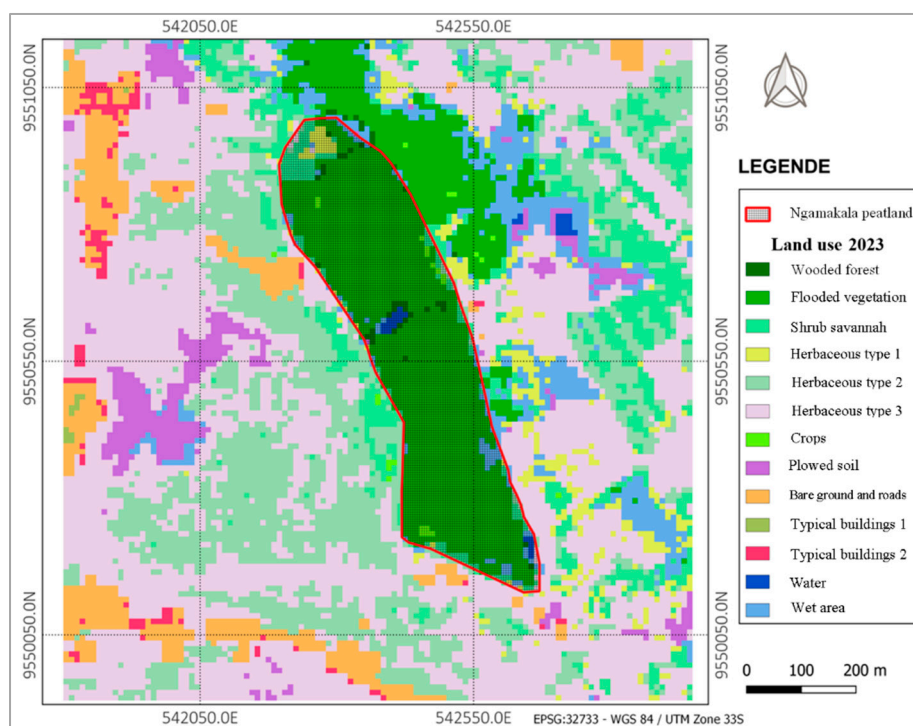 542050.0E 542550.0E
9551050.0N 9551050.0N
9550550.0N 9550550.0N
9550050.0N 9550050.0N
542050.0E 542550.0E
EPSG:32733 - WGS 84 / UTM Zone 33S
LEGENDE
Ngamakala peatland
Land use 2023
Wooded forest
Flooded vegetation
Shrub savannah
Herbaceous type 1
Herbaceous type 2
Herbaceous type 3
Crops
Plowed soil
Bare ground and roads
Typical buildings 1
Typical buildings 2
Water
Wet area
0 100 200 m